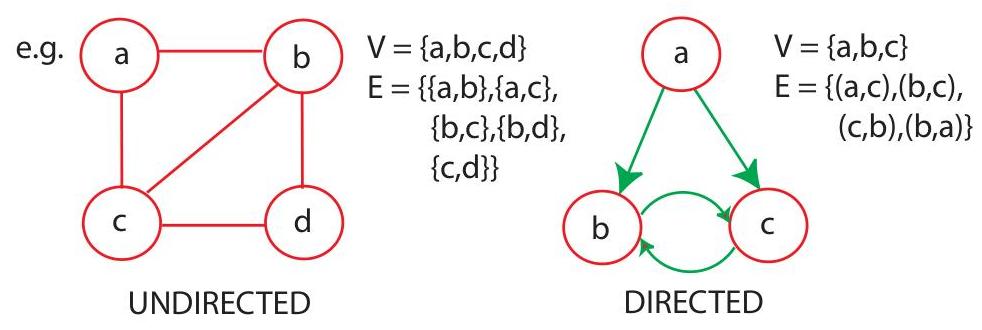 e.g.
a
b
c
d
V = {a,b,c,d}
E = {{a,b},{a,c},
{b,c},{b,d},
{c,d}}
UNDIRECTED
a
b
c
V = {a,b,c}
E = {(a,c),(b,c),
(c,b),(b,a)}
DIRECTED